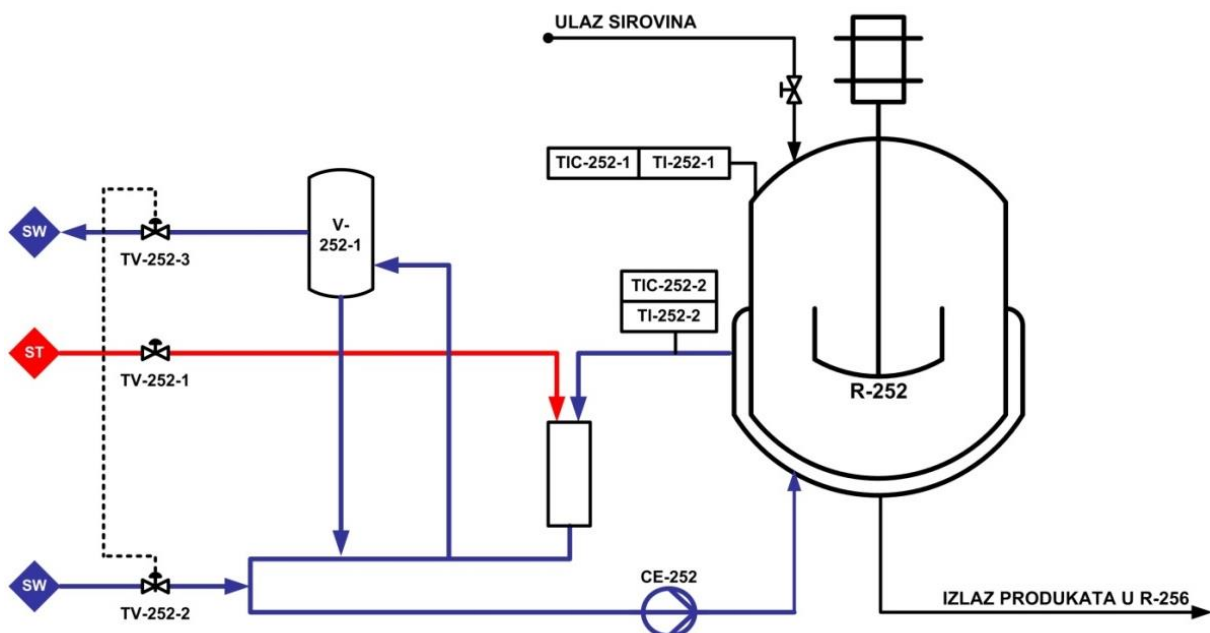 ULAZ SIROVINA
TIC-252-1 TI-252-1
V-
252-1
SW
TV-252-3
TIC-252-2
TI-252-2
ST
TV-252-1
R-252
CE-252
SW
TV-252-2
IZLAZ PRODUKATA U R-256